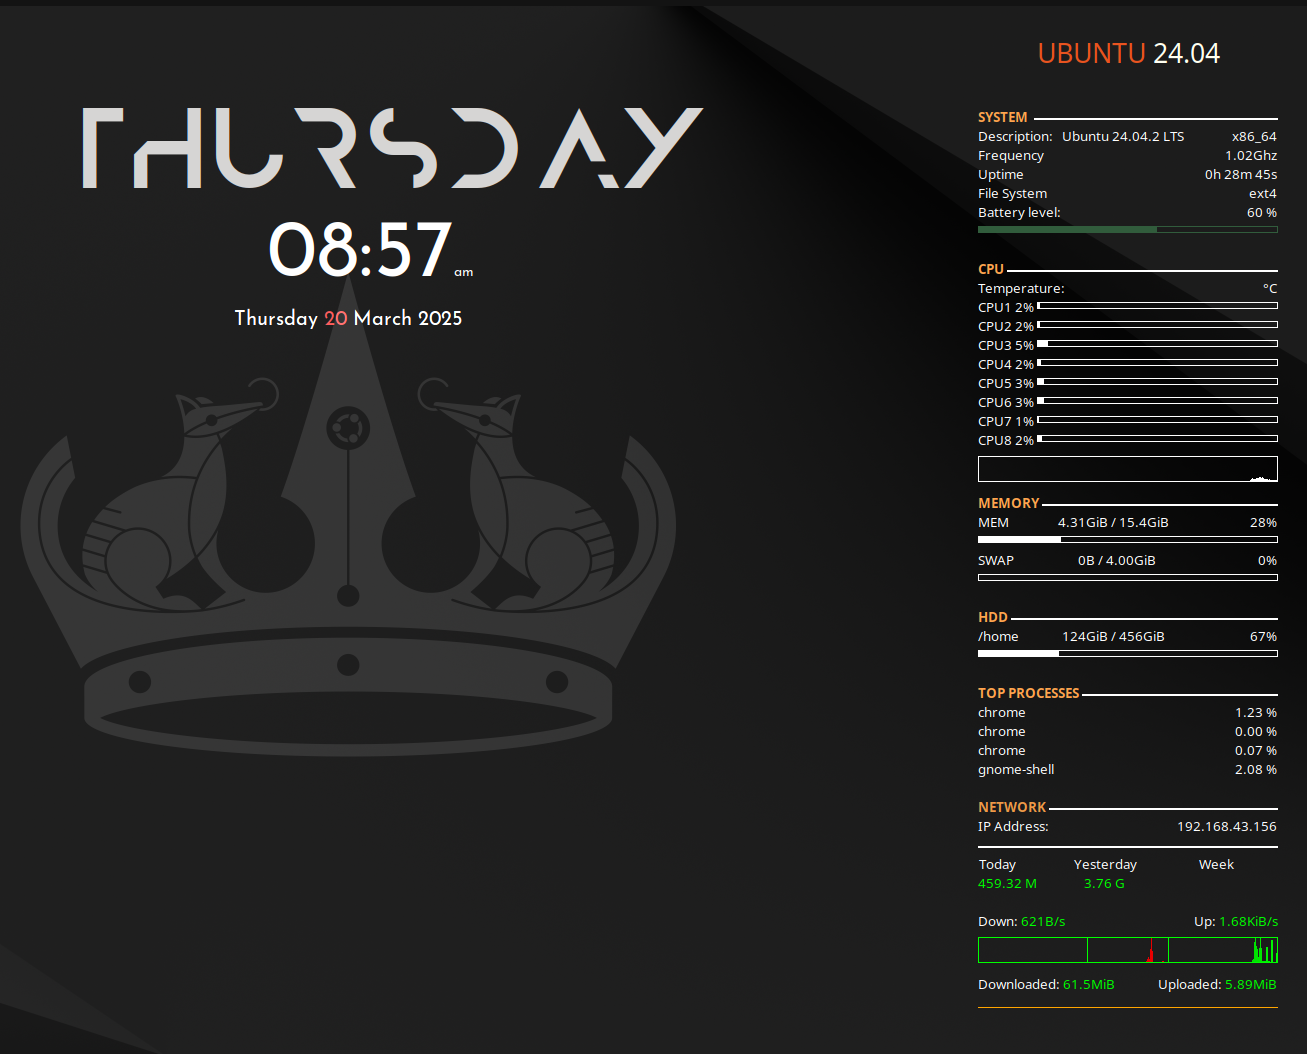 THURSDAY
08:57 am
Thursday 20 March 2025
UBUNTU 24.04
SYSTEM
Description: Ubuntu 24.04.2 LTS x86_64
Frequency 1.02Ghz
Uptime 0h 28m 45s
File System ext4
Battery level: 60 %
CPU
Temperature: °C
CPU1 2%
CPU2 2%
CPU3 5%
CPU4 2%
CPU5 3%
CPU6 3%
CPU7 1%
CPU8 2%
MEMORY
MEM 4.31GiB / 15.4GiB 28%
SWAP 0B / 4.00GiB 0%
HDD
/home 124GiB / 456GiB 67%
TOP PROCESSES
chrome 1.23 %
chrome 0.00 %
chrome 0.07 %
gnome-shell 2.08 %
NETWORK
IP Address: 192.168.43.156
Today Yesterday Week
459.32 M 3.76 G
Down: 621B/s Up: 1.68KiB/s
Downloaded: 61.5MiB Uploaded: 5.89MiB